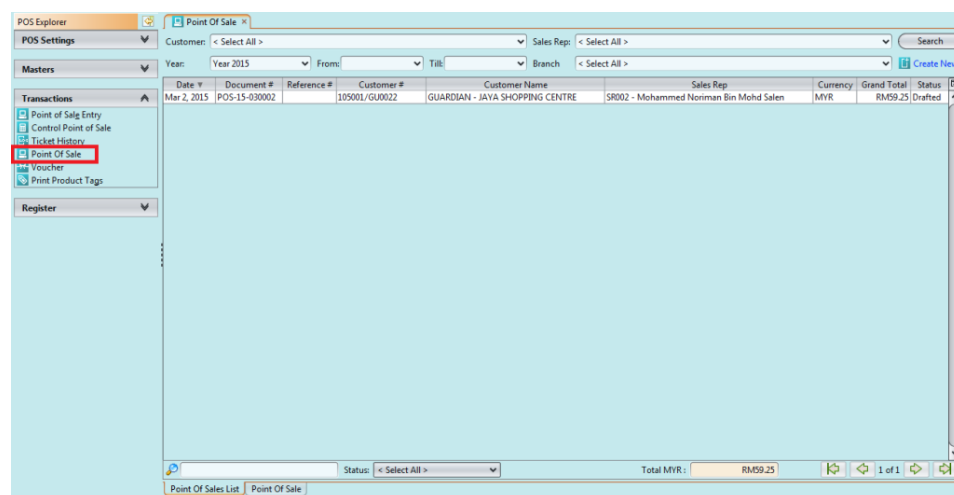 POS Explorer
Point Of Sale ×
POS Settings
Customer: < Select All > Sales Rep: < Select All > Search
Masters
Year: Year 2015 From: Till: Branch < Select All > Create New
Date Document # Reference # Customer # Customer Name Sales Rep Currency Grand Total Status
Mar 2, 2015 POS-15-030002 105001/GU0022 GUARDIAN - JAYA SHOPPING CENTRE SR002 - Mohammed Noriman Bin Mohd Salen MYR RM59.25 Drafted
Transactions
Point of Sale Entry
Control Point of Sale
Ticket History
Point Of Sale
Voucher
Print Product Tags
Register
Status: < Select All > Total MYR : RM59.25 1 of 1
Point Of Sales List Point Of Sale